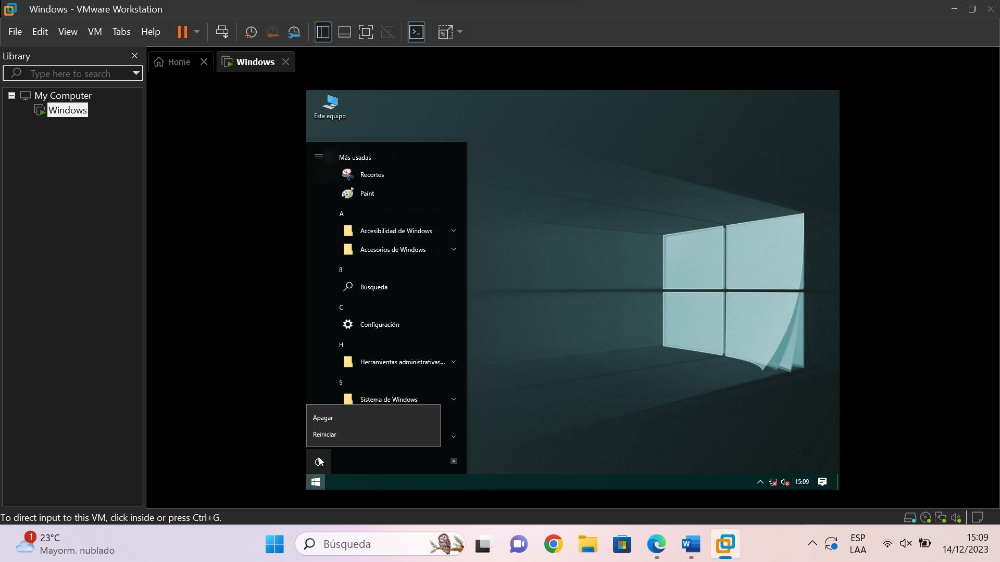 Windows - VMware Workstation
File Edit View VM Tabs Help
Library
Type here to search
My Computer
Windows
Home
Windows
Este equipo
Más usadas
Recortes
Paint
A
Accesibilidad de Windows
Accesorios de Windows
B
Búsqueda
C
Configuración
H
Herramientas administrativas...
S
Sistema de Windows
Apagar
Reiniciar
15:09
To direct input to this VM, click inside or press Ctrl+G.
1
23°C
Mayorm. nublado
Búsqueda
ESP
LAA
15:09
14/12/2023